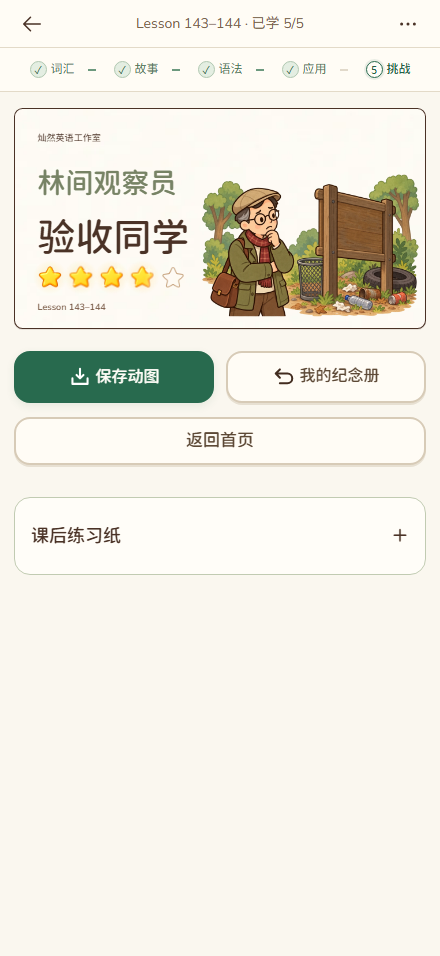 Lesson 143–144 · 已学 5/5
词汇
故事
语法
应用
5 挑战
灿然英语工作室
林间观察员
验收同学
Lesson 143–144
保存动图
我的纪念册
返回首页
课后练习纸